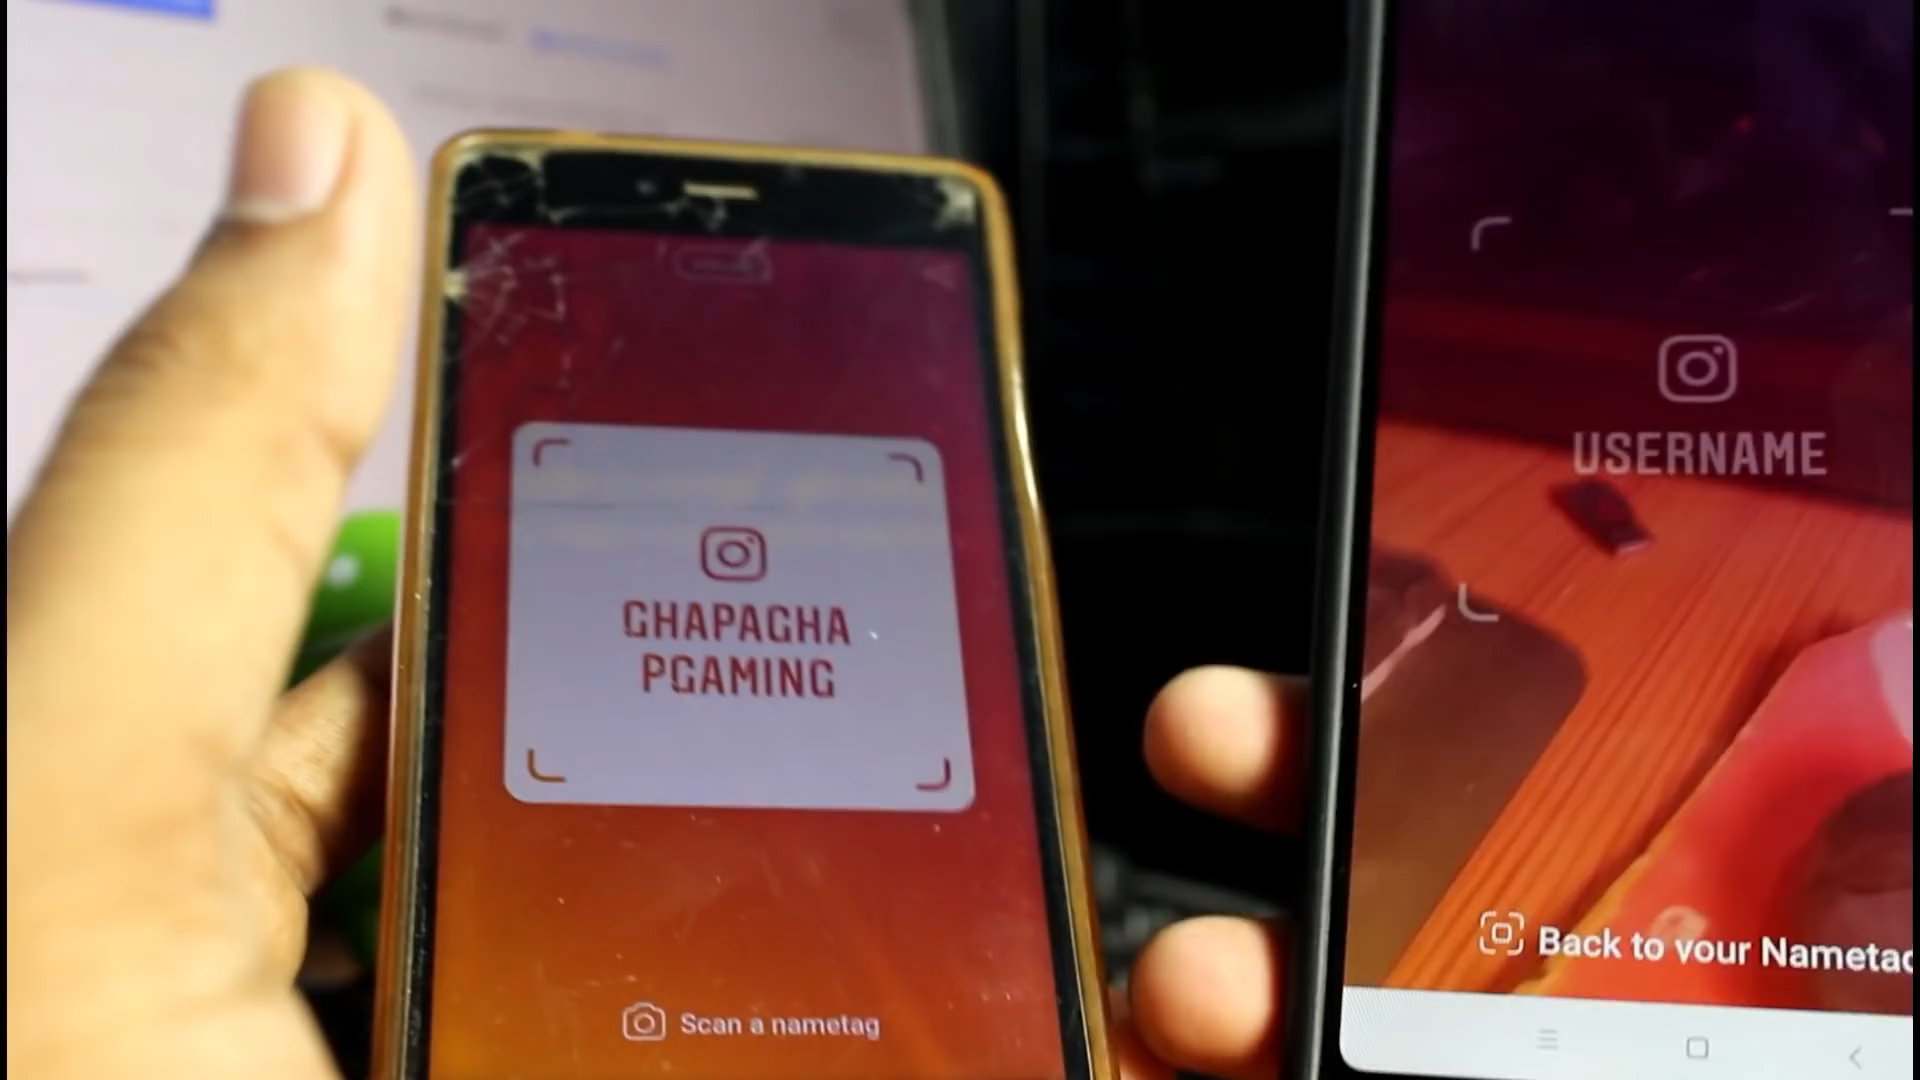 GHAPAGHA
PGAMING
Scan a nametag
USERNAME
Back to your Nametag